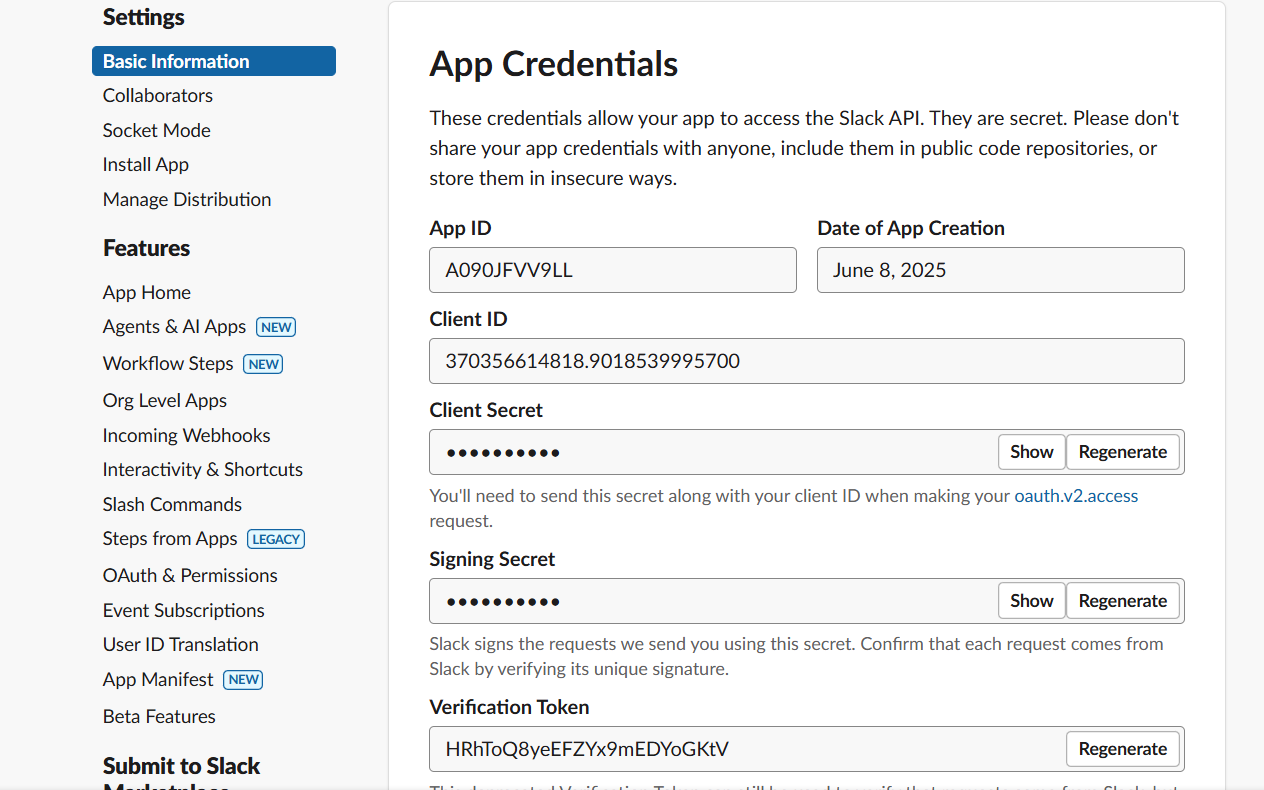 Settings
Basic Information
Collaborators
Socket Mode
Install App
Manage Distribution
Features
App Home
Agents & AI Apps NEW
Workflow Steps NEW
Org Level Apps
Incoming Webhooks
Interactivity & Shortcuts
Slash Commands
Steps from Apps LEGACY
OAuth & Permissions
Event Subscriptions
User ID Translation
App Manifest NEW
Beta Features
Submit to Slack
Marketplace
App Credentials
These credentials allow your app to access the Slack API. They are secret. Please don't
share your app credentials with anyone, include them in public code repositories, or
store them in insecure ways.
App ID
A090JFVV9LL
Date of App Creation
June 8, 2025
Client ID
370356614818.9018539995700
Client Secret
•••••••••• Show Regenerate
You'll need to send this secret along with your client ID when making your oauth.v2.access
request.
Signing Secret
•••••••••• Show Regenerate
Slack signs the requests we send you using this secret. Confirm that each request comes from
Slack by verifying its unique signature.
Verification Token
HRhToQ8yeEFZYx9mEDYoGKtV Regenerate